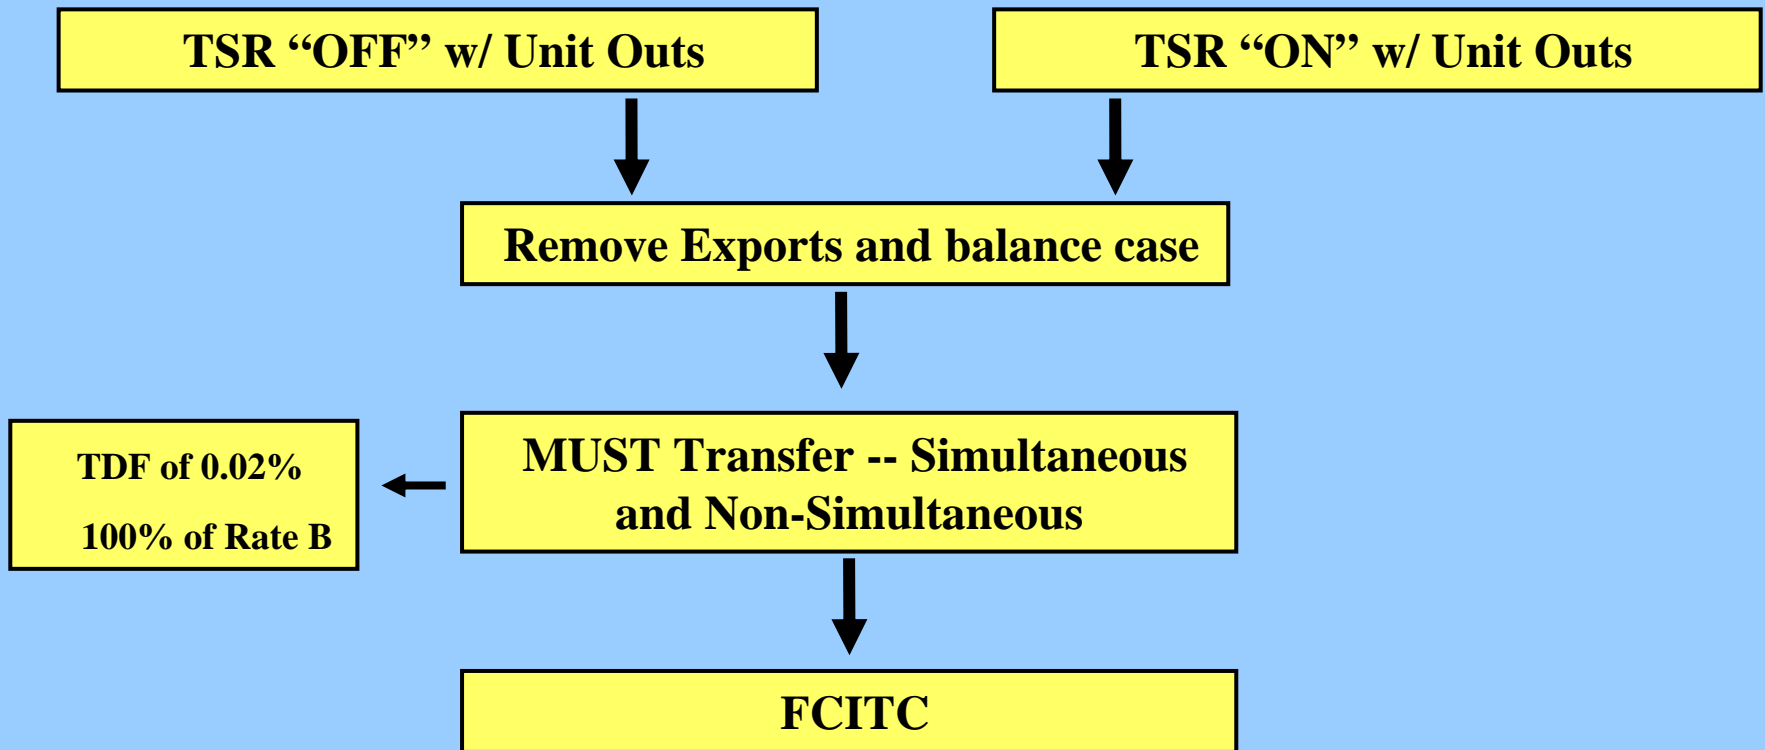 TSR “OFF” w/ Unit Outs
TSR “ON” w/ Unit Outs
Remove Exports and balance case
MUST Transfer -- Simultaneous
and Non-Simultaneous
TDF of 0.02%
100% of Rate B
FCITC